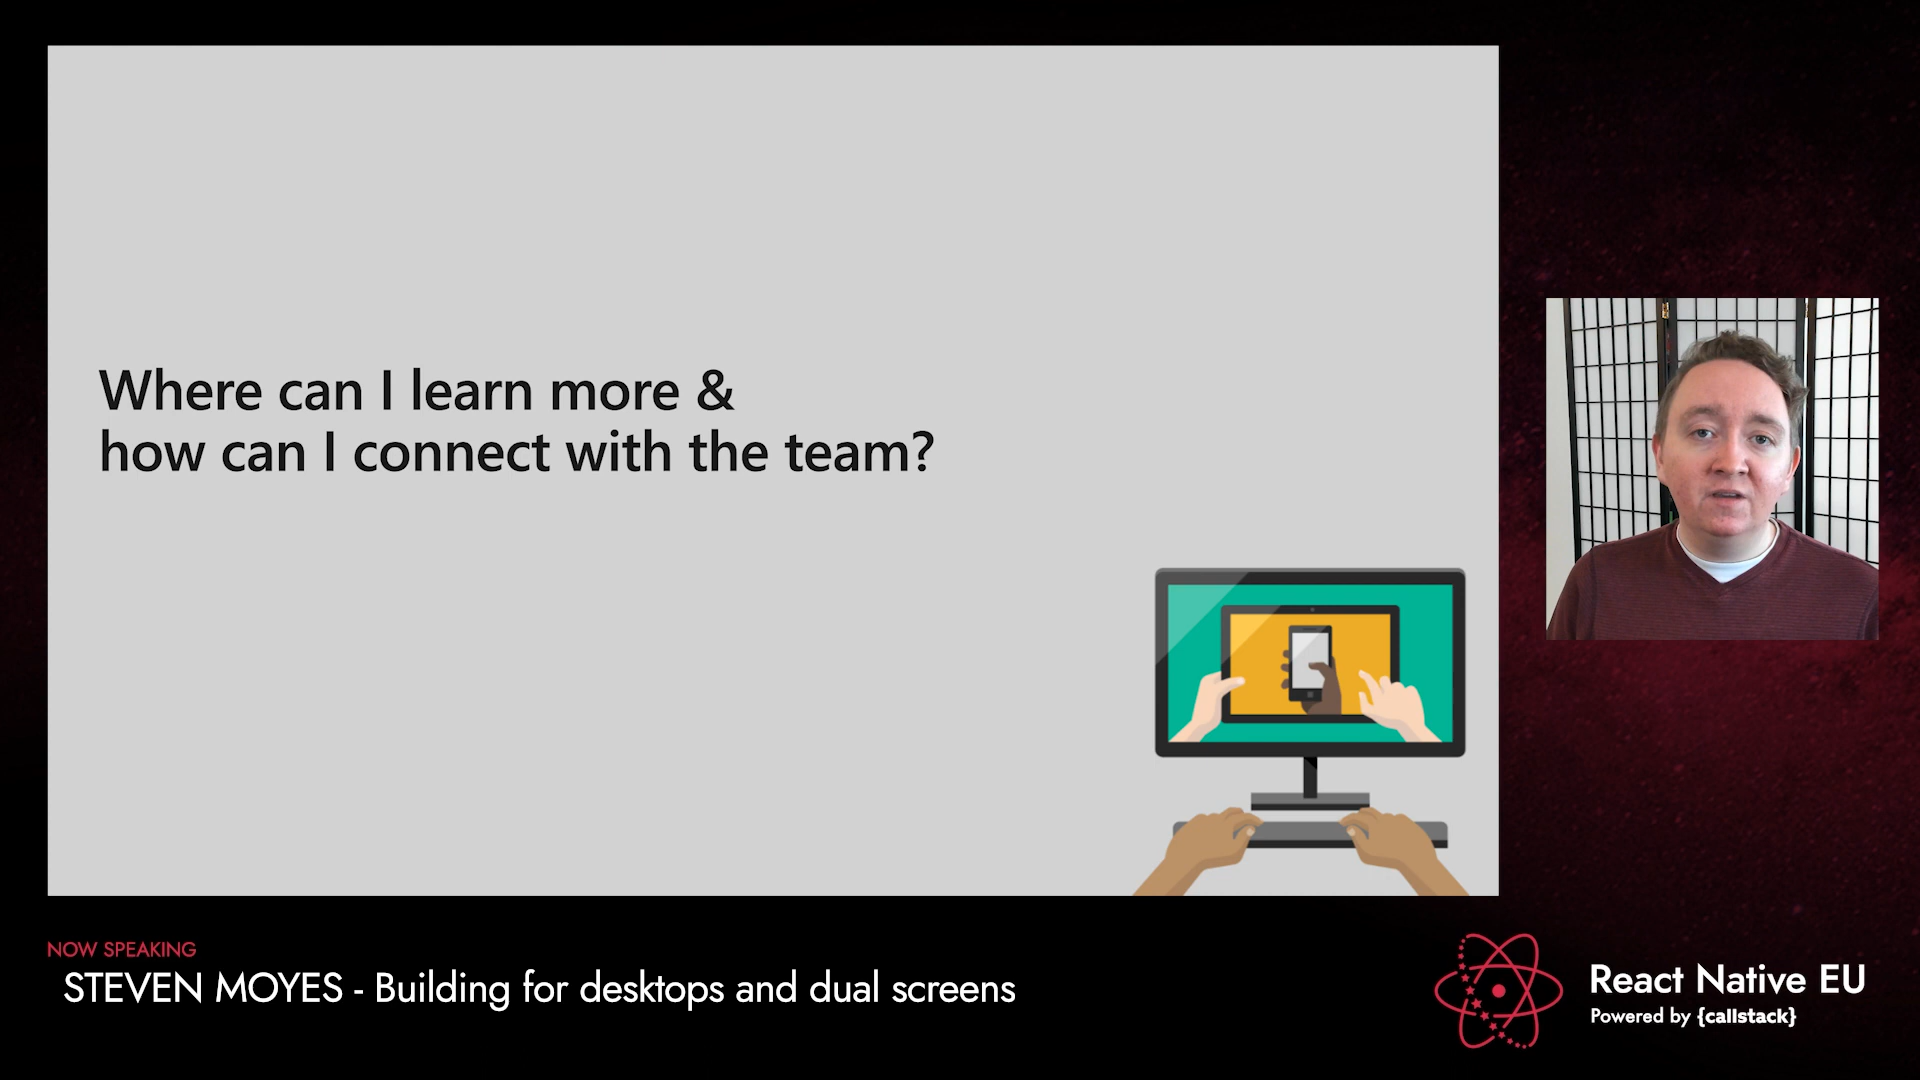 Where can I learn more &
how can I connect with the team?
NOW SPEAKING
STEVEN MOYES - Building for desktops and dual screens
React Native EU
Powered by {callstack}